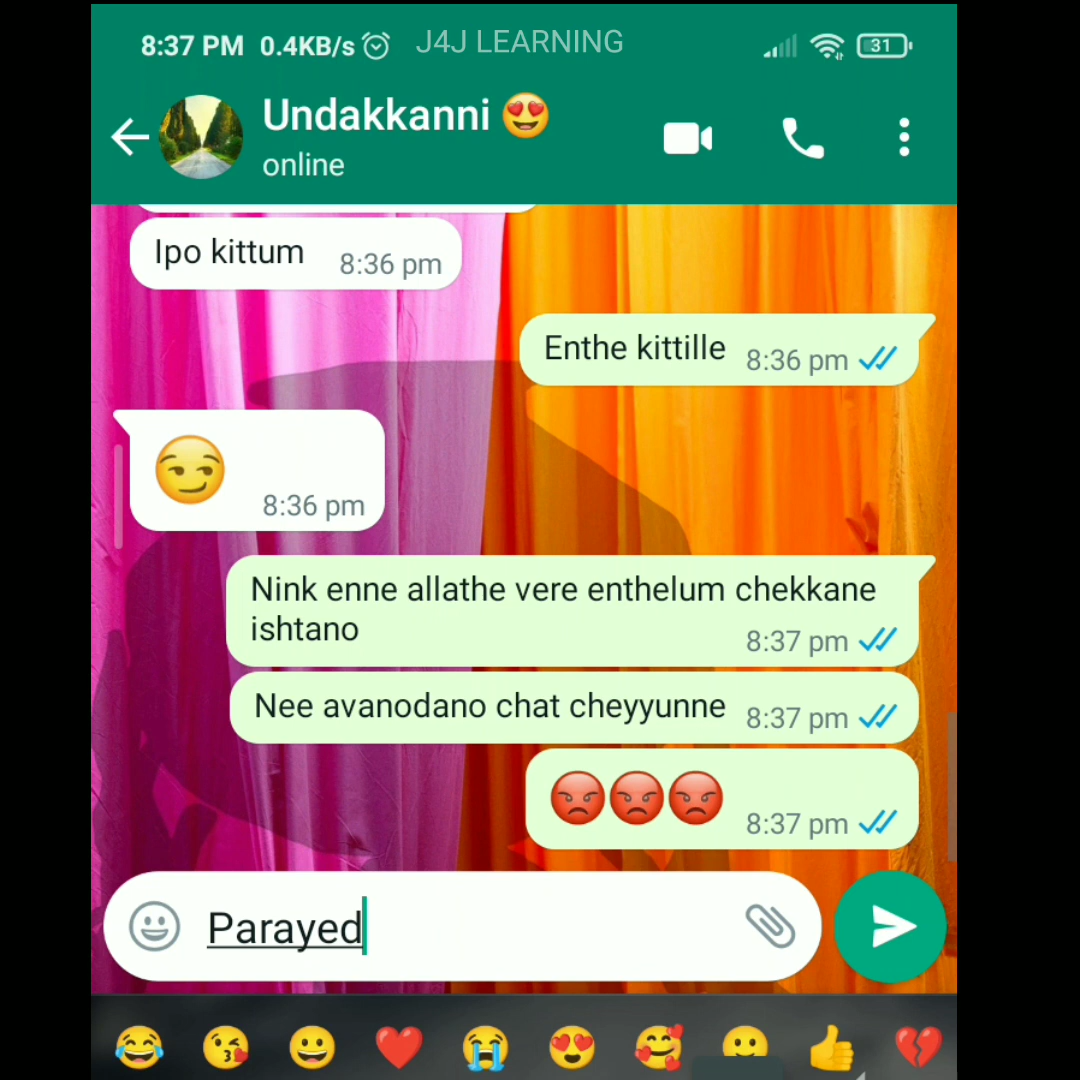 8:37 PM 0.4KB/s J4J LEARNING 31
Undakkanni 😍
online
Ipo kittum 8:36 pm
Enthe kittille 8:36 pm
😏 8:36 pm
Nink enne allathe vere enthelum chekkane
ishtano 8:37 pm
Nee avanodano chat cheyyunne 8:37 pm
😡😡😡 8:37 pm
Parayed